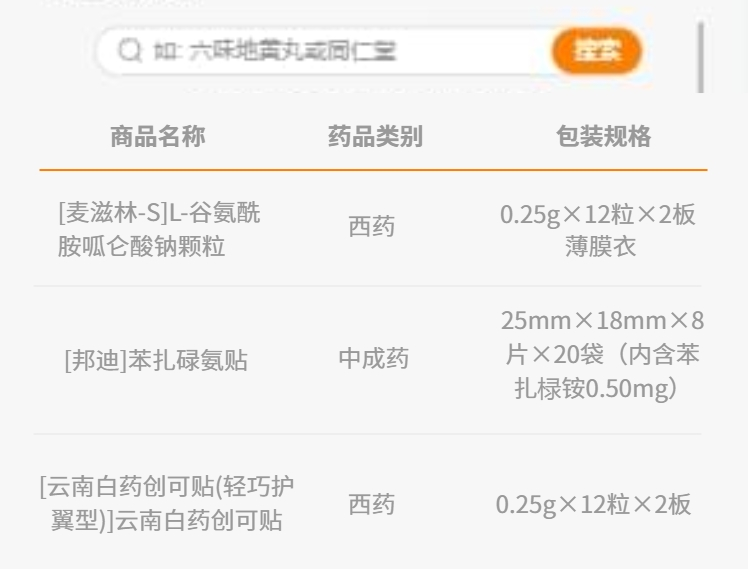 如: 六味地黄丸或同仁堂
搜索
商品名称
药品类别
包装规格
[麦滋林-S]L-谷氨酰
胺呱仑酸钠颗粒
西药
0.25g×12粒×2板
薄膜衣
[邦迪]苯扎碌氨贴
中成药
25mm×18mm×8
片×20袋（内含苯
扎椂铵0.50mg）
[云南白药创可贴(轻巧护
翼型)]云南白药创可贴
西药
0.25g×12粒×2板